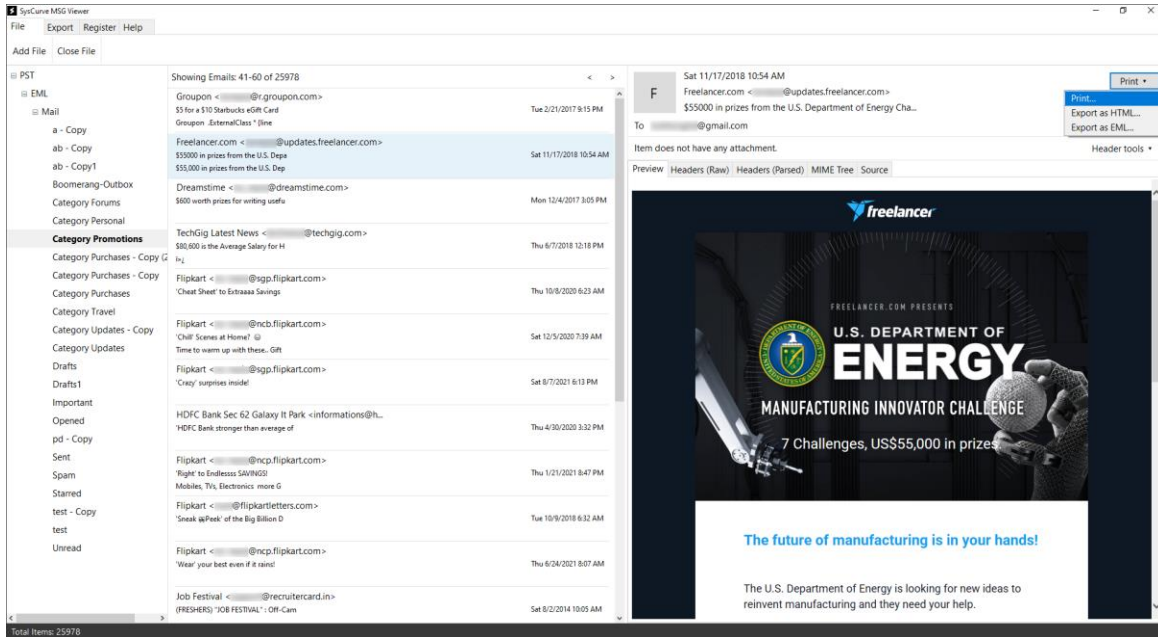 SysCurve MSG Viewer
File Export Register Help
Add File Close File
PST
EML
Mail
a - Copy
ab - Copy
ab - Copy1
Boomerang-Outbox
Category Forums
Category Personal
Category Promotions
Category Purchases - Copy (
Category Purchases - Copy
Category Purchases
Category Travel
Category Updates - Copy
Category Updates
Drafts
Drafts1
Important
Opened
pd - Copy
Sent
Spam
Starred
test - Copy
test
Unread
Showing Emails: 41-60 of 25978 < >
Groupon < @r.groupon.com>
$5 for a $10 Starbucks eGift Card Tue 2/21/2017 9:15 PM
Groupon .ExternalClass * {line
Freelancer.com < @updates.freelancer.com>
$55000 in prizes from the U.S. Depa Sat 11/17/2018 10:54 AM
$55,000 in prizes from the U.S. Dep
Dreamstime < @dreamstime.com>
$600 worth prizes for writing usefu Mon 12/4/2017 3:05 PM
TechGig Latest News < @techgig.com>
$80,600 is the Average Salary for H Thu 6/7/2018 12:18 PM
Flipkart < @sgp.flipkart.com>
'Cheat Sheet' to Extraaaa Savings Thu 10/8/2020 6:23 AM
Flipkart < @ncb.flipkart.com>
'Chill' Scenes at Home? Sat 12/5/2020 7:39 AM
Time to warm up with these.. Gift
Flipkart < @sgp.flipkart.com>
'Crazy' surprises inside! Sat 8/7/2021 6:13 PM
HDFC Bank Sec 62 Galaxy It Park <informations@h...
'HDFC Bank stronger than average of Thu 4/30/2020 3:32 PM
Flipkart < @ncp.flipkart.com>
'Right' to Endlessss SAVINGS! Thu 1/21/2021 8:47 PM
Mobiles, TVs, Electronics more G
Flipkart < @flipkartletters.com>
'Sneak Peek' of the Big Billion D Tue 10/9/2018 6:32 AM
Flipkart < @ncp.flipkart.com>
'Wear' your best even if it rains! Thu 6/24/2021 8:07 AM
Job Festival < @recruitercard.in>
(FRESHERS) "JOB FESTIVAL" : Off-Cam Sat 8/2/2014 10:05 AM
F
Sat 11/17/2018 10:54 AM
Freelancer.com < @updates.freelancer.com>
$55000 in prizes from the U.S. Department of Energy Cha...
To @gmail.com
Print
Print...
Export as HTML...
Export as EML...
Item does not have any attachment. Header tools
Preview Headers (Raw) Headers (Parsed) MIME Tree Source
freelancer
FREELANCER.COM PRESENTS
U.S. DEPARTMENT OF
ENERGY
MANUFACTURING INNOVATOR CHALLENGE
7 Challenges, US$55,000 in prizes
The future of manufacturing is in your hands!
The U.S. Department of Energy is looking for new ideas to
reinvent manufacturing and they need your help.
Total Items: 25978